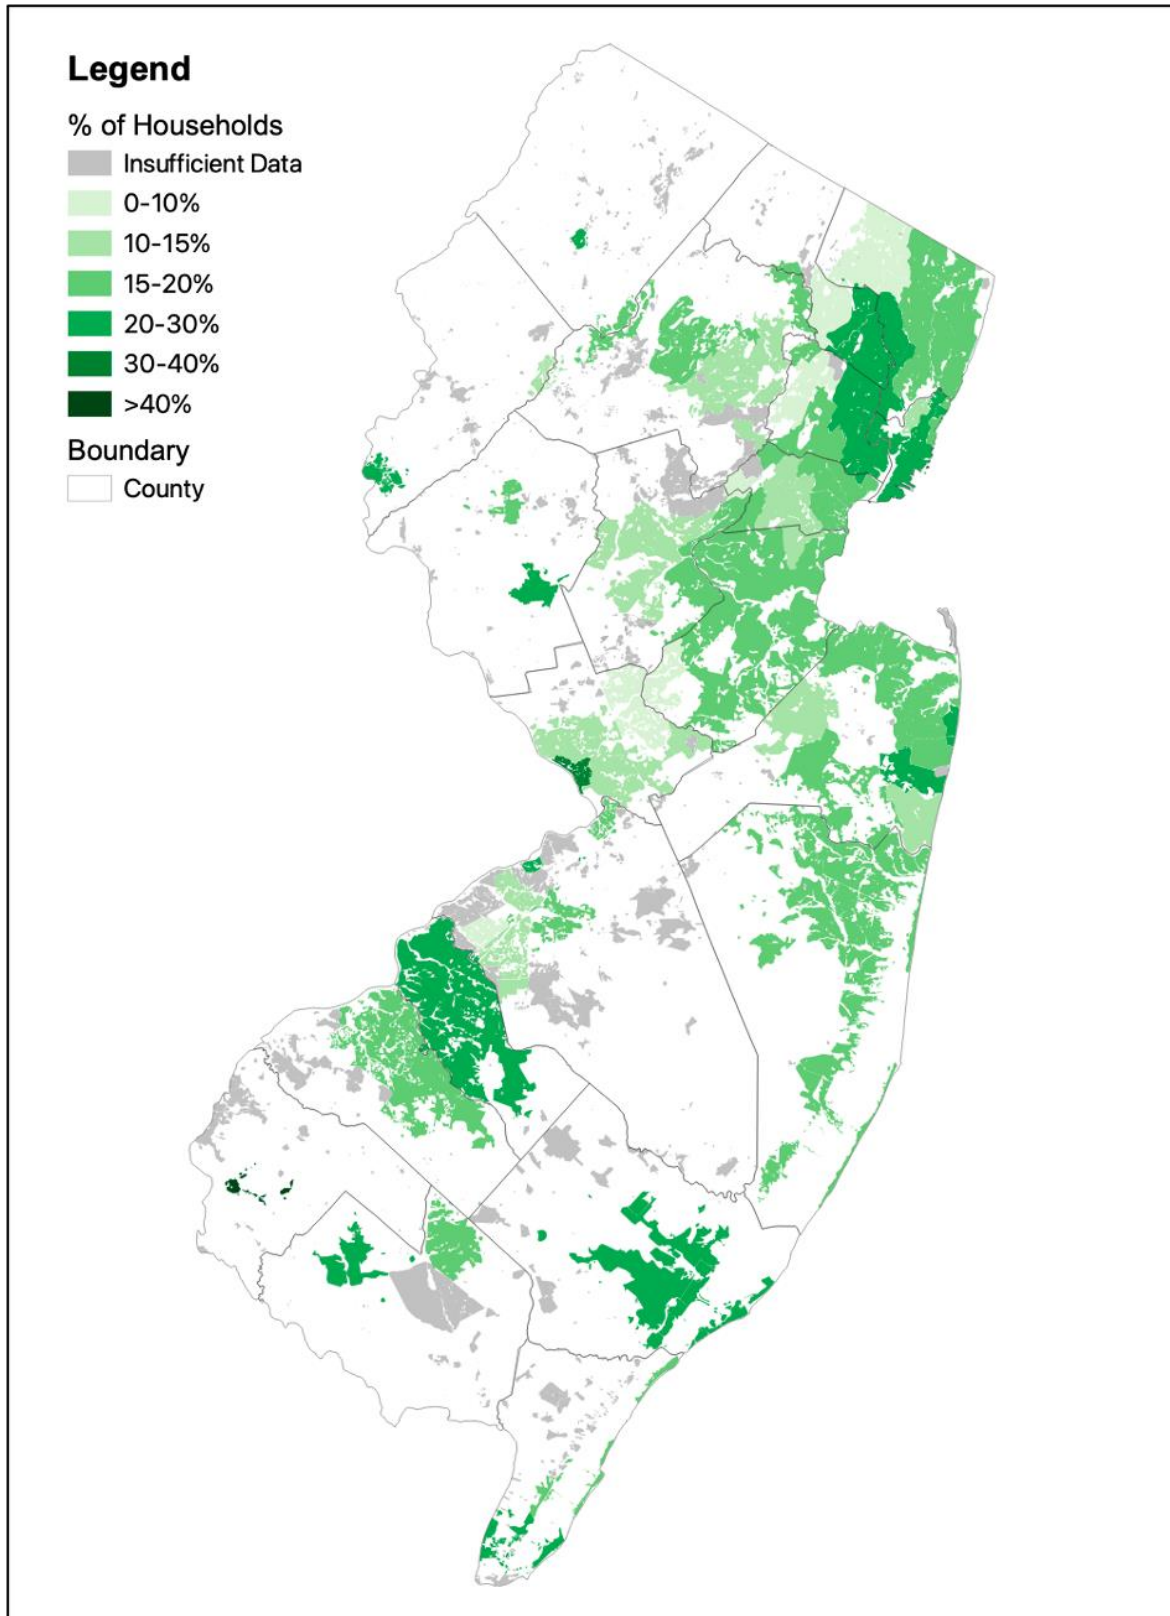 Legend
% of Households
Insufficient Data
0-10%
10-15%
15-20%
20-30%
30-40%
>40%
Boundary
County